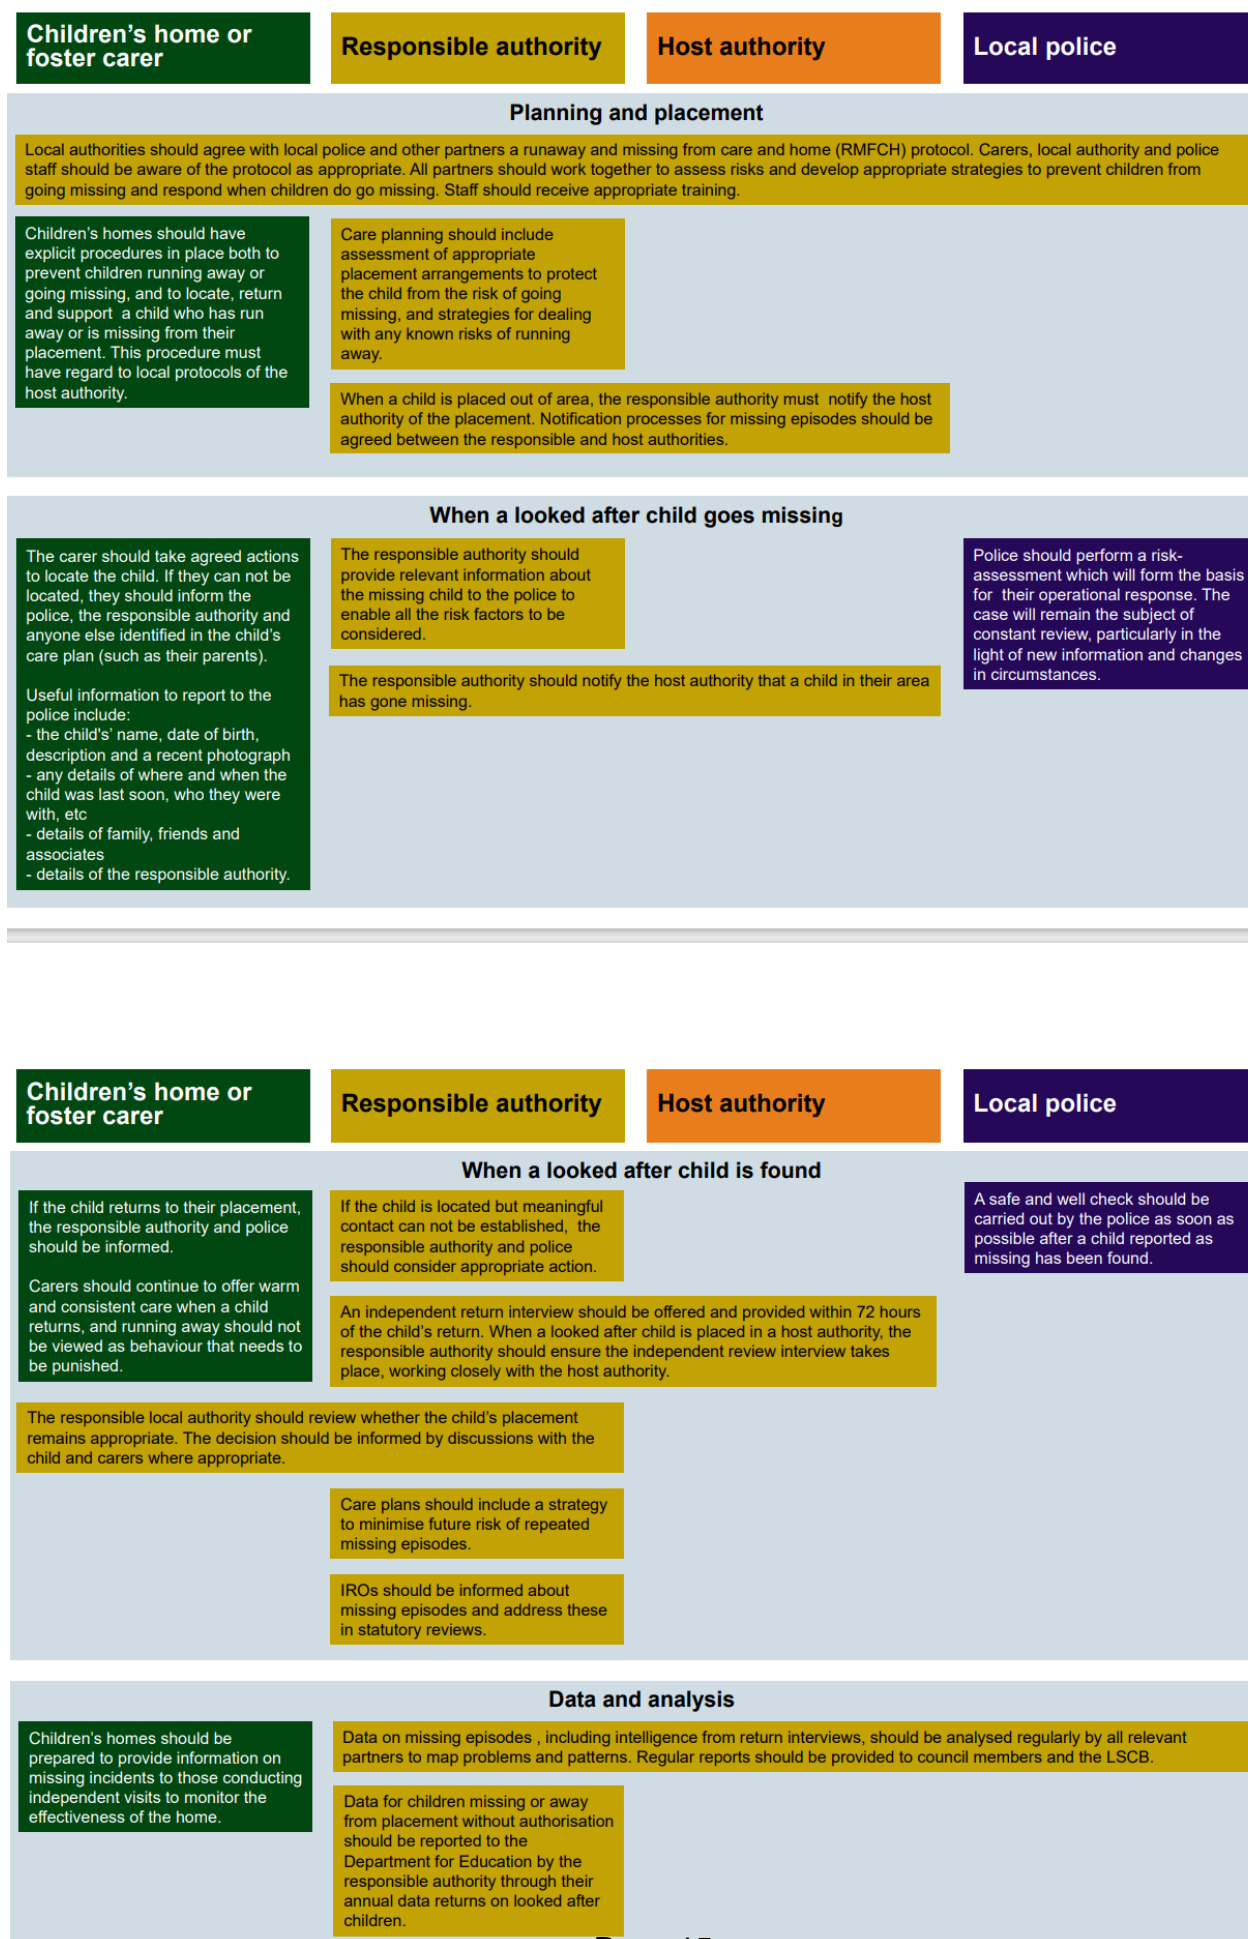 Children's home or
foster carer
Responsible authority
Host authority
Local police
Planning and placement
Local authorities should agree with local police and other partners a runaway and missing from care and home (RMFCH) protocol. Carers, local authority and police
staff should be aware of the protocol as appropriate. All partners should work together to assess risks and develop appropriate strategies to prevent children from
going missing and respond when children do go missing. Staff should receive appropriate training.
Children's homes should have
explicit procedures in place both to
prevent children running away or
going missing, and to locate, return
and support a child who has run
away or is missing from their
placement. This procedure must
have regard to local protocols of the
host authority.
Care planning should include
assessment of appropriate
placement arrangements to protect
the child from the risk of going
missing, and strategies for dealing
with any known risks of running
away.
When a child is placed out of area, the responsible authority must notify the host
authority of the placement. Notification processes for missing episodes should be
agreed between the responsible and host authorities.
When a looked after child goes missing
The carer should take agreed actions
to locate the child. If they can not be
located, they should inform the
police, the responsible authority and
anyone else identified in the child's
care plan (such as their parents).
Useful information to report to the
police include:
- the child's' name, date of birth,
description and a recent photograph
- any details of where and when the
child was last soon, who they were
with, etc
- details of family, friends and
associates
- details of the responsible authority.
The responsible authority should
provide relevant information about
the missing child to the police to
enable all the risk factors to be
considered.
The responsible authority should notify the host authority that a child in their area
has gone missing.
Police should perform a risk-
assessment which will form the basis
for their operational response. The
case will remain the subject of
constant review, particularly in the
light of new information and changes
in circumstances.
Children's home or
foster carer
Responsible authority
Host authority
Local police
When a looked after child is found
If the child returns to their placement,
the responsible authority and police
should be informed.
Carers should continue to offer warm
and consistent care when a child
returns, and running away should not
be viewed as behaviour that needs to
be punished.
If the child is located but meaningful
contact can not be established, the
responsible authority and police
should consider appropriate action.
A safe and well check should be
carried out by the police as soon as
possible after a child reported as
missing has been found.
An independent return interview should be offered and provided within 72 hours
of the child's return. When a looked after child is placed in a host authority, the
responsible authority should ensure the independent review interview takes
place, working closely with the host authority.
The responsible local authority should review whether the child's placement
remains appropriate. The decision should be informed by discussions with the
child and carers where appropriate.
Care plans should include a strategy
to minimise future risk of repeated
missing episodes.
IROs should be informed about
missing episodes and address these
in statutory reviews.
Data and analysis
Children's homes should be
prepared to provide information on
missing incidents to those conducting
independent visits to monitor the
effectiveness of the home.
Data on missing episodes , including intelligence from return interviews, should be analysed regularly by all relevant
partners to map problems and patterns. Regular reports should be provided to council members and the LSCB.
Data for children missing or away
from placement without authorisation
should be reported to the
Department for Education by the
responsible authority through their
annual data returns on looked after
children.